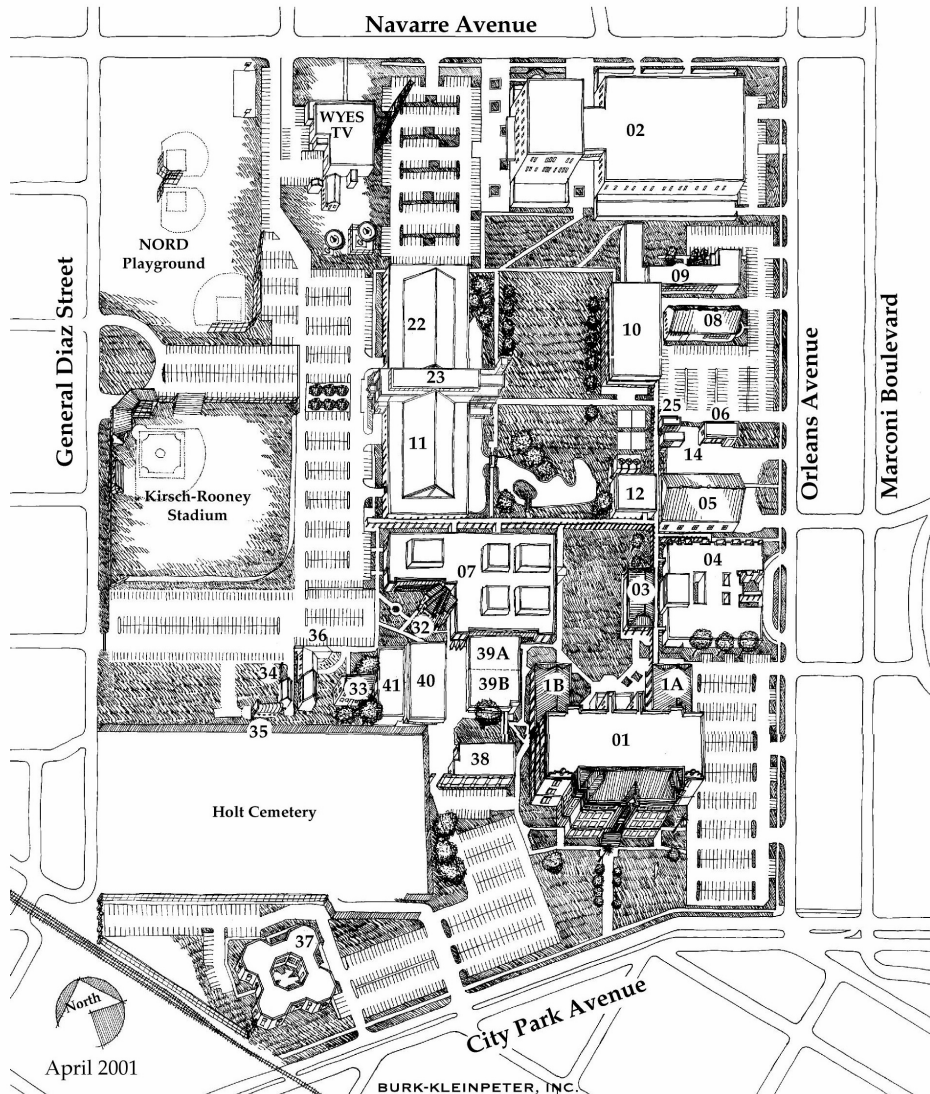 Navarre Avenue
WYES
TV
02
NORD
Playground
09
08
22
10
General Diaz Street
Orleans Avenue
Marconi Boulevard
23
25
06
11
14
Kirsch-Rooney
Stadium
12
05
04
07
03
32
36
39A
34
33
41
40
39B
1B
1A
35
01
38
Holt Cemetery
37
North
City Park Avenue
April 2001
BURK-KLEINPETER, INC.